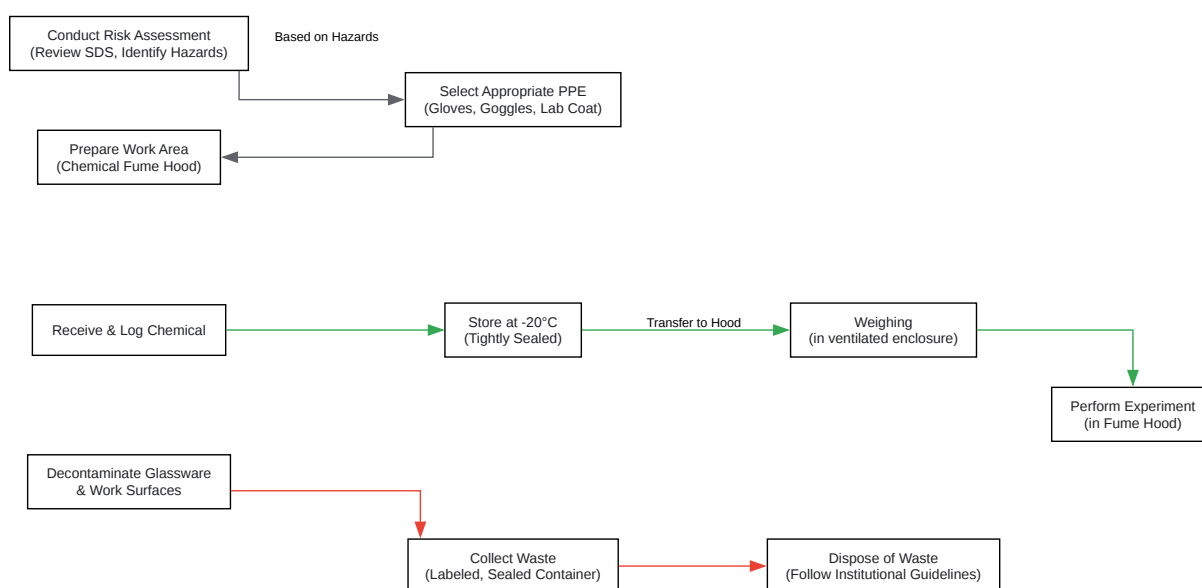 Conduct Risk Assessment
(Review SDS, Identify Hazards)
Based on Hazards
Select Appropriate PPE
(Gloves, Goggles, Lab Coat)
Prepare Work Area
(Chemical Fume Hood)
Receive & Log Chemical
Store at -20°C
(Tightly Sealed)
Transfer to Hood
Weighing
(in ventilated enclosure)
Perform Experiment
(in Fume Hood)
Decontaminate Glassware
& Work Surfaces
Collect Waste
(Labeled, Sealed Container)
Dispose of Waste
(Follow Institutional Guidelines)